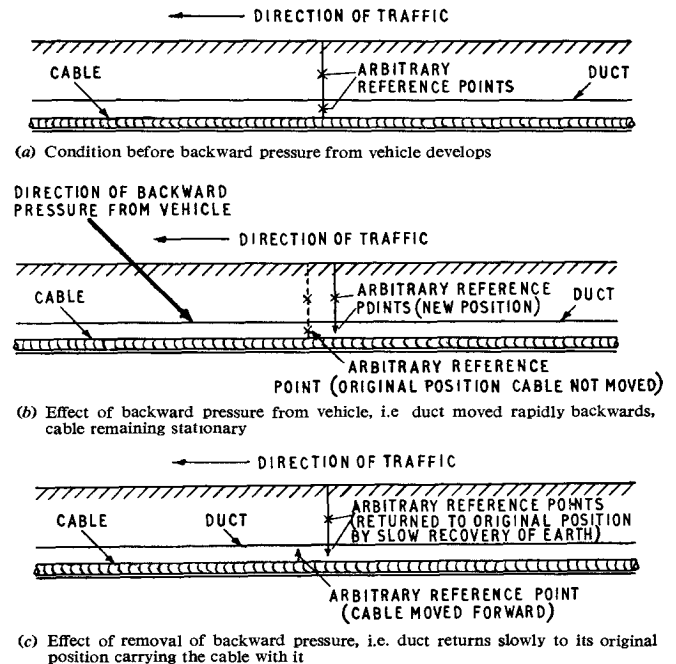 DIRECTION OF TRAFFIC
CABLE
ARBITRARY
REFERENCE POINTS
DUCT
(a) Condition before backward pressure from vehicle develops
DIRECTION OF BACKWARD
PRESSURE FROM VEHICLE
DIRECTION OF TRAFFIC
CABLE
ARBITRARY REFERENCE
POINTS (NEW POSITION)
DUCT
ARBITRARY REFERENCE
POINT (ORIGINAL POSITION CABLE NOT MOVED)
(b) Effect of backward pressure from vehicle, i.e duct moved rapidly backwards,
cable remaining stationary
DIRECTION OF TRAFFIC
CABLE
DUCT
ARBITRARY REFERENCE POINTS
(RETURNED TO ORIGINAL POSITION
BY SLOW RECOVERY OF EARTH)
ARBITRARY REFERENCE POINT
(CABLE MOVED FORWARD)
(c) Effect of removal of backward pressure, i.e. duct returns slowly to its original
position carrying the cable with it